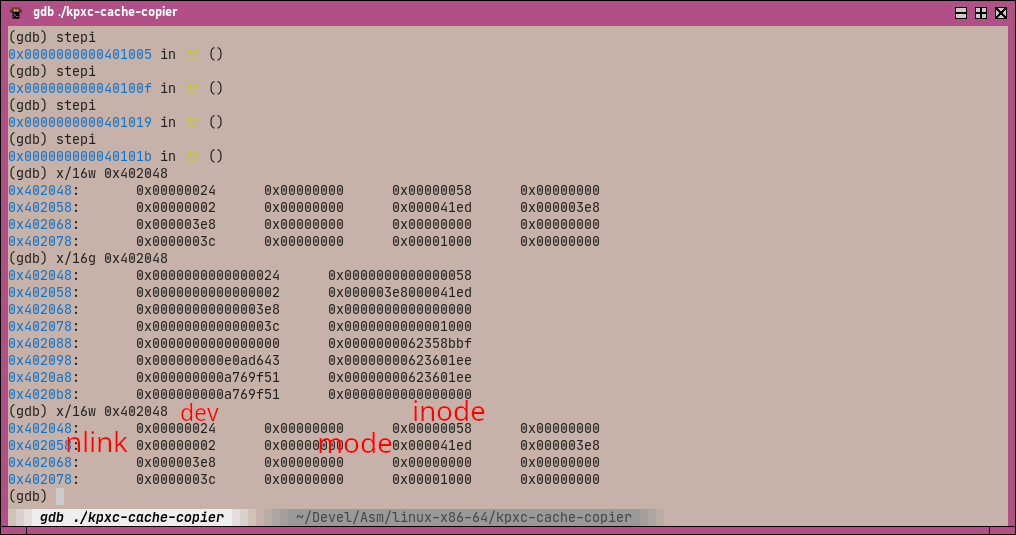 gdb ./kpxc-cache-copier
(gdb) stepi
0x0000000000401005 in ?? ()
(gdb) stepi
0x000000000040100f in ?? ()
(gdb) stepi
0x0000000000401019 in ?? ()
(gdb) stepi
0x000000000040101b in ?? ()
(gdb) x/16w 0x402048
0x402048: 0x00000024 0x00000000 0x00000058 0x00000000
0x402058: 0x00000002 0x00000000 0x000041ed 0x000003e8
0x402068: 0x000003e8 0x00000000 0x00000000 0x00000000
0x402078: 0x0000003c 0x00000000 0x00001000 0x00000000
(gdb) x/16g 0x402048
0x402048: 0x0000000000000024 0x0000000000000058
0x402058: 0x0000000000000002 0x000003e8000041ed
0x402068: 0x00000000000003e8 0x0000000000000000
0x402078: 0x000000000000003c 0x0000000000001000
0x402088: 0x0000000000000000 0x0000000062358bbf
0x402098: 0x000000000e0ad643 0x00000000623601ee
0x4020a8: 0x000000000a769f51 0x00000000623601ee
0x4020b8: 0x000000000a769f51 0x0000000000000000
(gdb) x/16w 0x402048 dev inode
0x402048: 0x00000024 0x00000000 0x00000058 0x00000000
nlink mode
0x402058: 0x00000002 0x00000000 0x000041ed 0x000003e8
0x402068: 0x000003e8 0x00000000 0x00000000 0x00000000
0x402078: 0x0000003c 0x00000000 0x00001000 0x00000000
(gdb)
gdb ./kpxc-cache-copier ~/Devel/Asm/linux-x86-64/kpxc-cache-copier